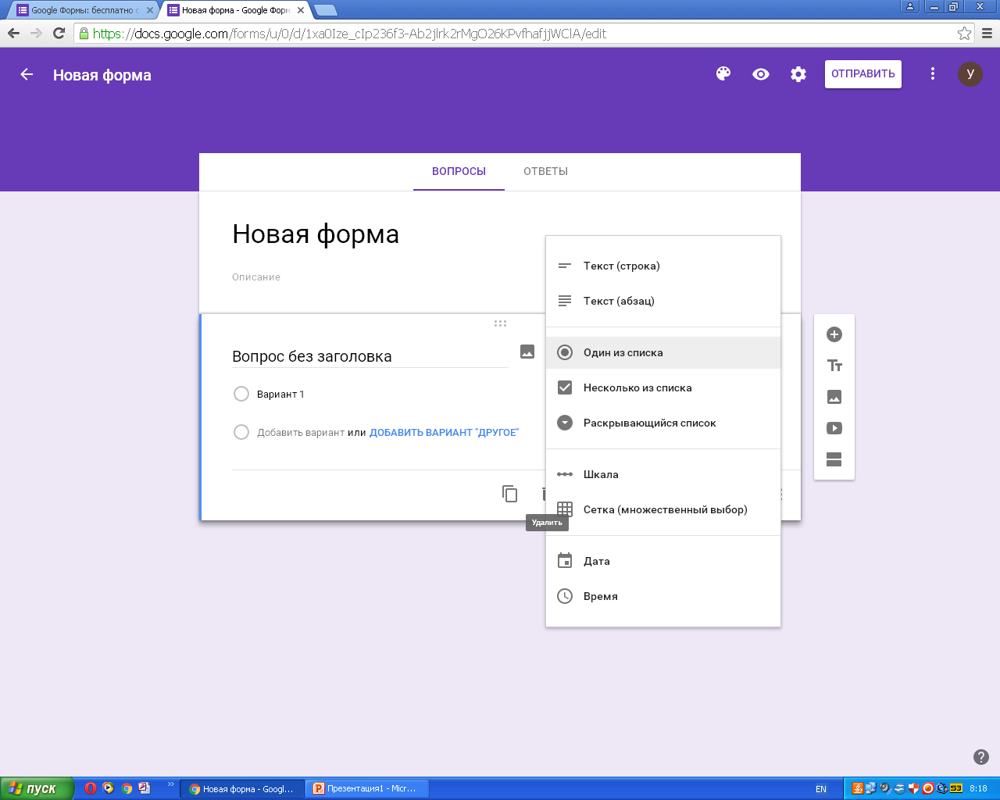 Google Формы: бесплатно с
Новая форма - Google Форм
https://docs.google.com/forms/u/0/d/1xa0Ize_cIp236f3-Ab2jlrk2rMgO26KPvfhafjjWClA/edit
Новая форма
ОТПРАВИТЬ
У
ВОПРОСЫ ОТВЕТЫ
Новая форма
Описание
Вопрос без заголовка
Вариант 1
Добавить вариант или ДОБАВИТЬ ВАРИАНТ "ДРУГОЕ"
Удалить
Текст (строка)
Текст (абзац)
Один из списка
Несколько из списка
Раскрывающийся список
Шкала
Сетка (множественный выбор)
Дата
Время
пуск
Новая форма - Googl...
Презентация1 - Micr...
EN
8:18